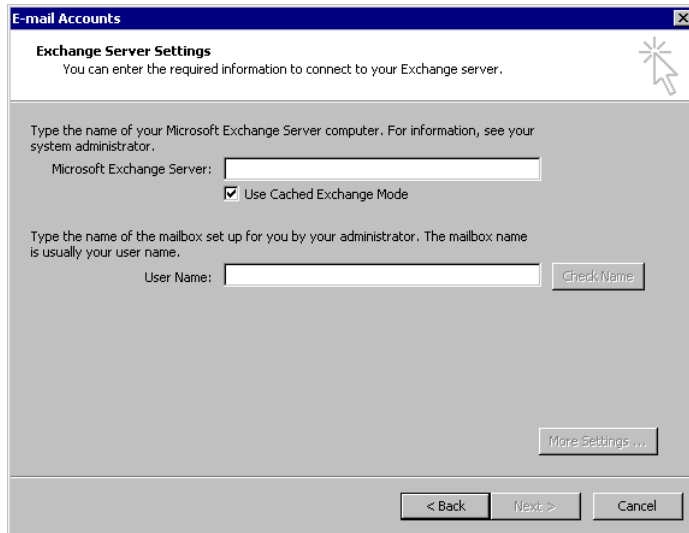 E-mail Accounts
Exchange Server Settings
You can enter the required information to connect to your Exchange server.
Type the name of your Microsoft Exchange Server computer. For information, see your
system administrator.
Microsoft Exchange Server:
Use Cached Exchange Mode
Type the name of the mailbox set up for you by your administrator. The mailbox name
is usually your user name.
User Name:
Check Name
More Settings ...
< Back
Next >
Cancel